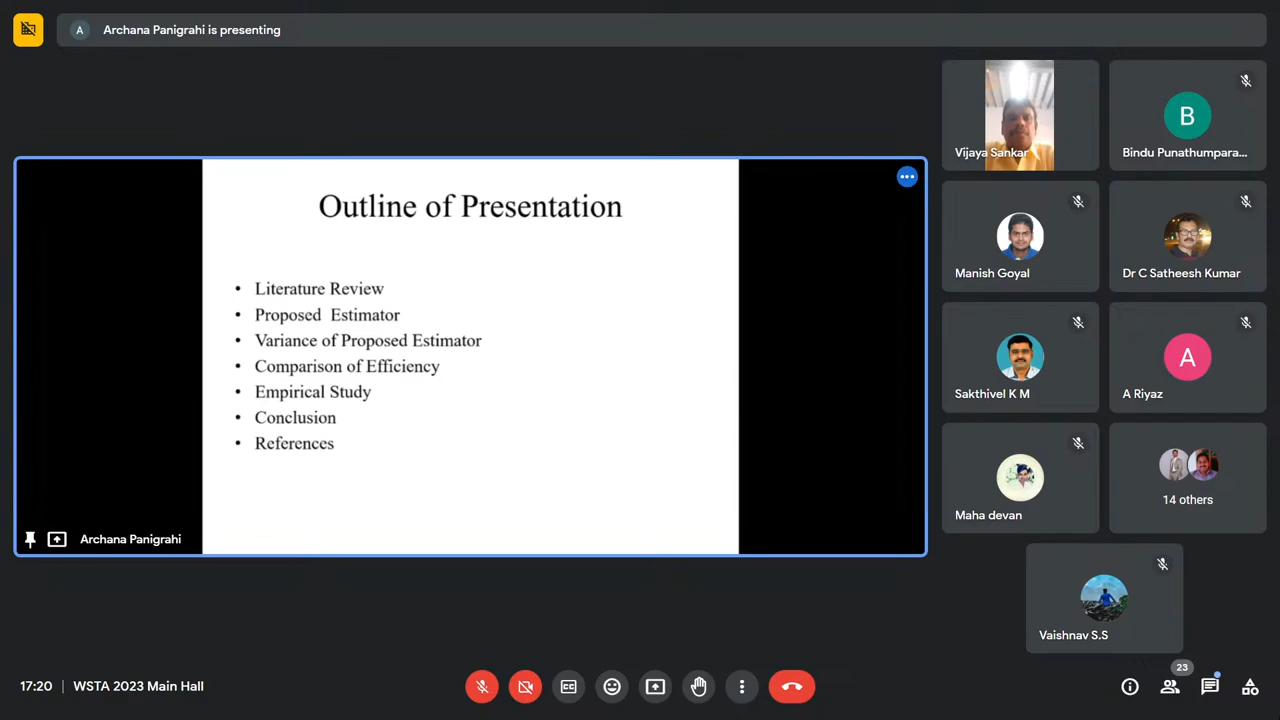 A Archana Panigrahi is presenting
Outline of Presentation
• Literature Review
• Proposed Estimator
• Variance of Proposed Estimator
• Comparison of Efficiency
• Empirical Study
• Conclusion
• References
Archana Panigrahi
Vijaya Sankar
B
Bindu Punathumpara...
Manish Goyal
Dr C Satheesh Kumar
Sakthivel K M
A
A Riyaz
Maha devan
14 others
Vaishnav S.S
17:20 | WSTA 2023 Main Hall
CC
23